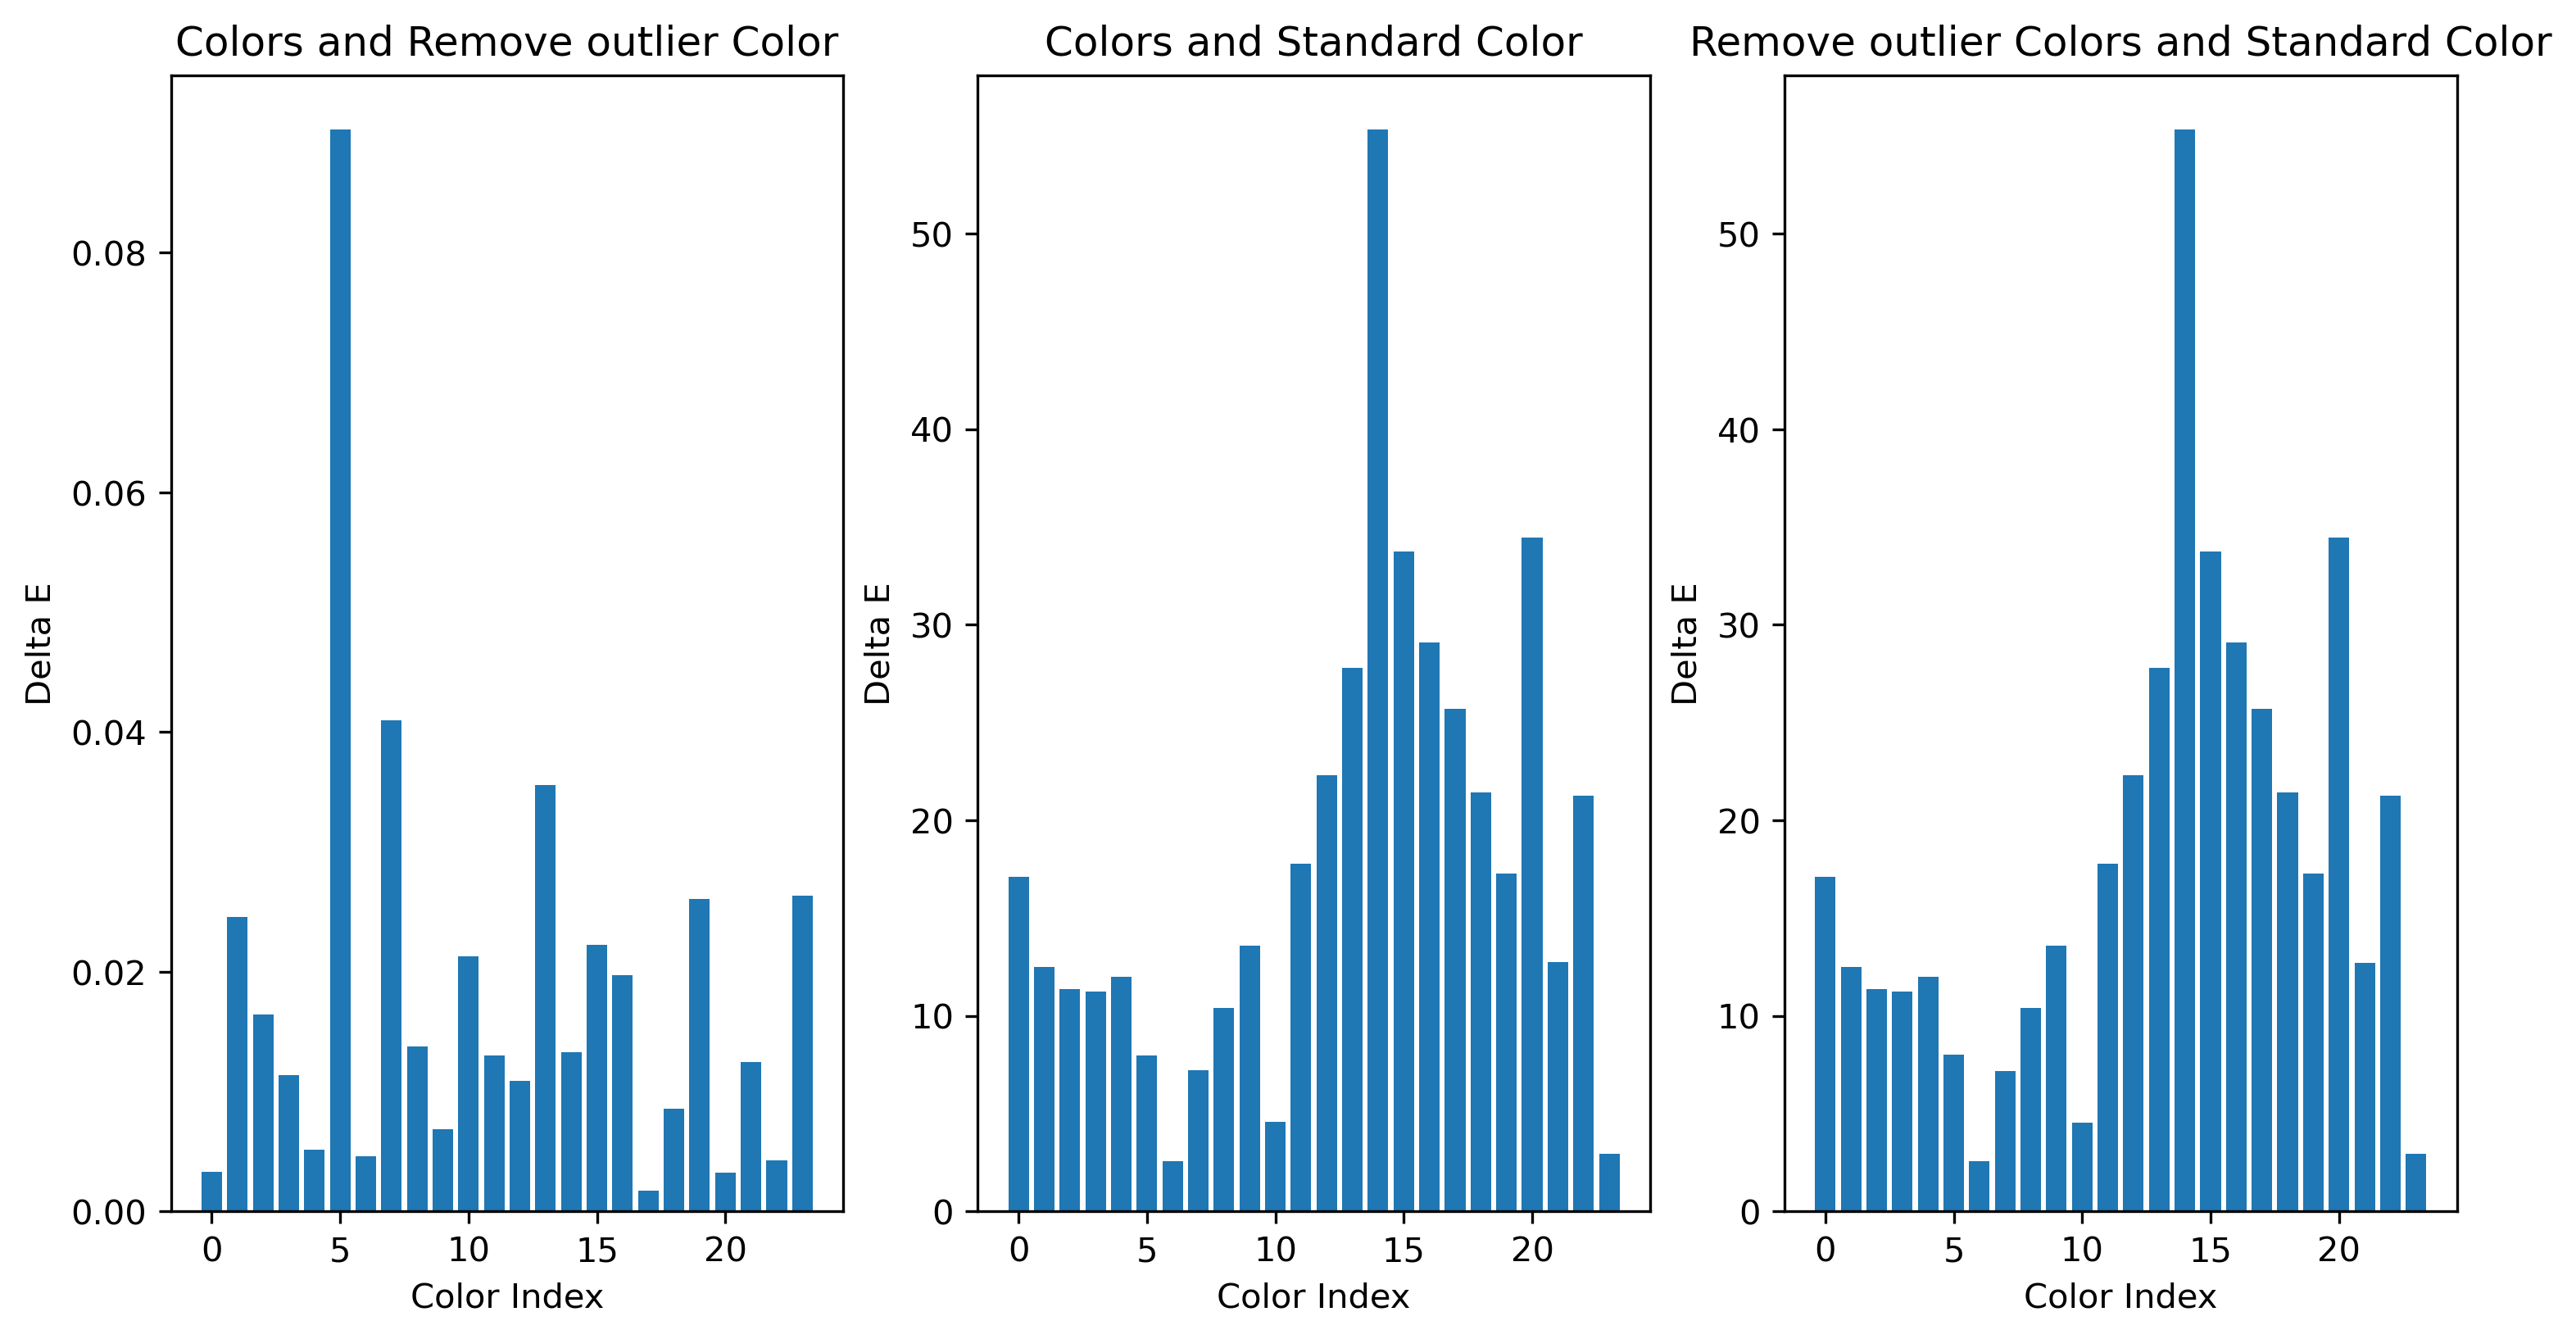 Colors and Remove outlier Color
Delta E
0.08
0.06
0.04
0.02
0.00
0 5 10 15 20
Color Index
Colors and Standard Color
Delta E
50
40
30
20
10
0
0 5 10 15 20
Color Index
Remove outlier Colors and Standard Color
Delta E
50
40
30
20
10
0
0 5 10 15 20
Color Index